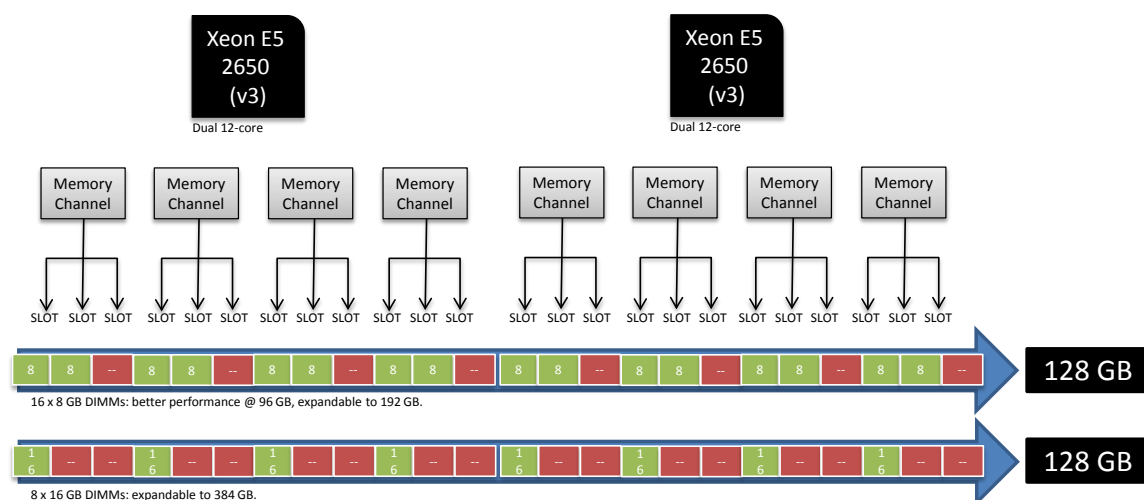 Xeon E5
2650
(v3)
Dual 12-core
Xeon E5
2650
(v3)
Dual 12-core
Memory
Channel
Memory
Channel
Memory
Channel
Memory
Channel
Memory
Channel
Memory
Channel
Memory
Channel
Memory
Channel
SLOT SLOT SLOT SLOT SLOT SLOT SLOT SLOT SLOT SLOT SLOT SLOT SLOT SLOT SLOT SLOT SLOT SLOT SLOT SLOT SLOT SLOT SLOT SLOT
8 8 -- 8 8 -- 8 8 -- 8 8 -- 8 8 -- 8 8 -- 8 8 -- 8 8 --
128 GB
16 x 8 GB DIMMs: better performance @ 96 GB, expandable to 192 GB.
16 -- -- 16 -- -- 16 -- -- 16 -- -- 16 -- -- 16 -- -- 16 -- -- 16 -- --
128 GB
8 x 16 GB DIMMs: expandable to 384 GB.